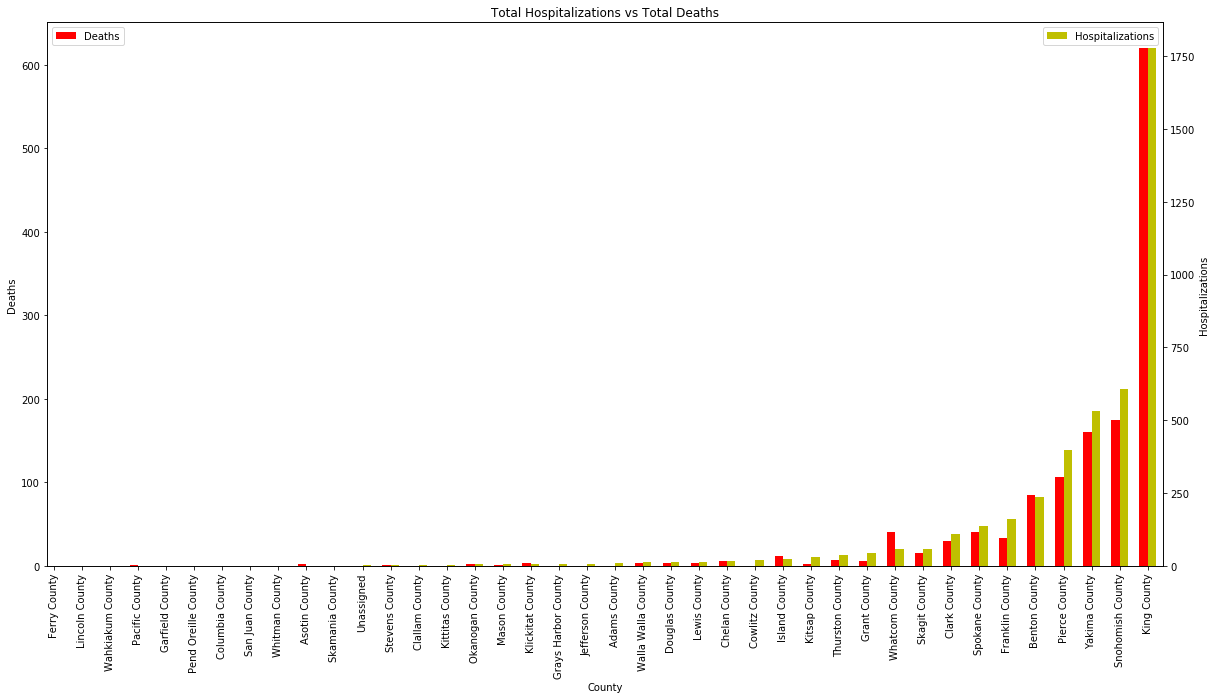 Total Hospitalizations vs Total Deaths
Deaths
Hospitalizations
600
500
400
300
200
100
0
Deaths
1750
1500
1250
1000
750
500
250
0
Hospitalizations
Ferry County
Lincoln County
Wahkiakum County
Pacific County
Garfield County
Pend Oreille County
Columbia County
San Juan County
Whitman County
Asotin County
Skamania County
Unassigned
Stevens County
Clallam County
Kittitas County
Okanogan County
Mason County
Klickitat County
Grays Harbor County
Jefferson County
Adams County
Walla Walla County
Douglas County
Lewis County
Chelan County
Cowlitz County
Island County
Kitsap County
Thurston County
Grant County
Whatcom County
Skagit County
Clark County
Spokane County
Franklin County
Benton County
Pierce County
Yakima County
Snohomish County
King County
County